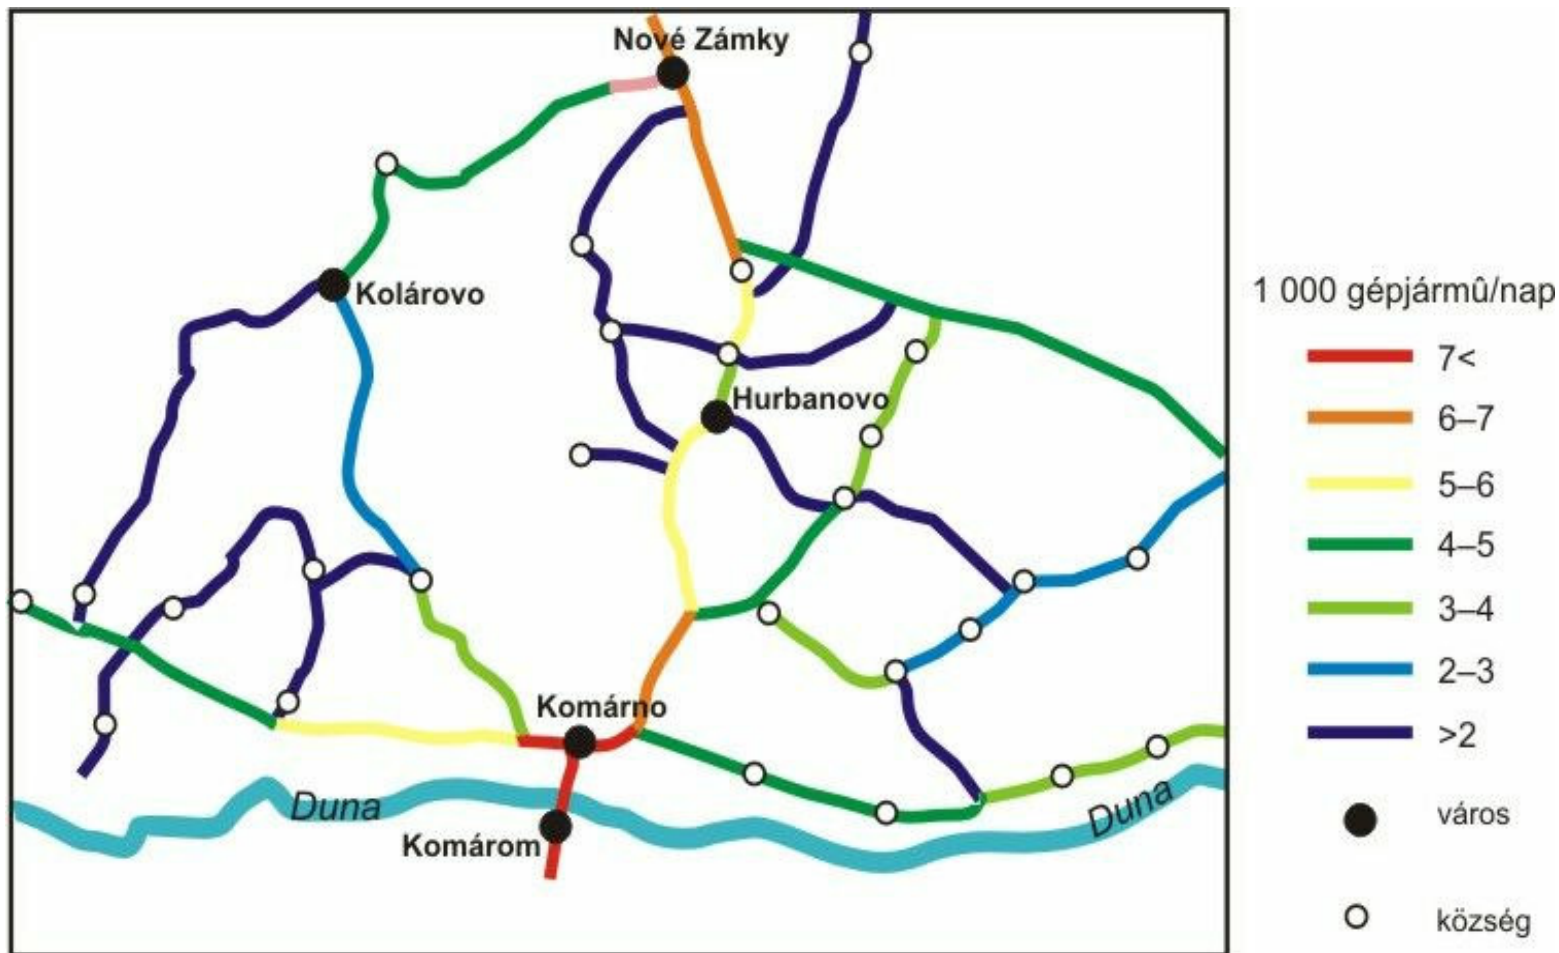 Nové Zámky
Kolárovo
Hurbanovo
Komárno
Duna
Duna
Komárom
1 000 gépjármû/nap
7<
6–7
5–6
4–5
3–4
2–3
>2
város
község